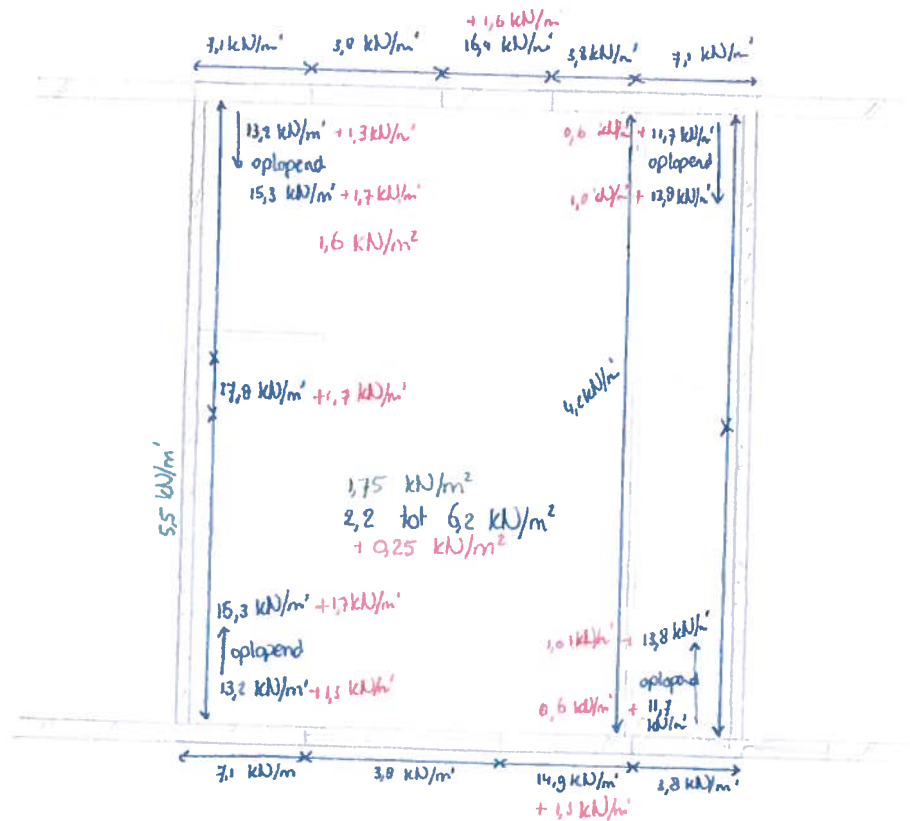 + 1,6 kN/m
7,1 kN/m' 3,8 kN/m' 16,4 kN/m' 3,8 kN/m' 7,1 kN/m'
13,2 kN/m' + 1,3 kN/m' 0,6 kN/m' + 11,7 kN/m'
oplopend oplopend
15,3 kN/m' + 1,7 kN/m' 1,0 kN/m' + 13,8 kN/m'
1,6 kN/m²
17,8 kN/m' + 1,7 kN/m'
4,2 kN/m'
5,5 kN/m'
1,75 kN/m²
2,2 tot 6,2 kN/m²
+ 0,25 kN/m²
15,3 kN/m' + 1,7 kN/m'
1,0 kN/m' + 13,8 kN/m'
oplopend oplopend
13,2 kN/m' + 1,3 kN/m' 0,6 kN/m' + 11,7 kN/m'
7,1 kN/m 3,8 kN/m' 14,9 kN/m' 3,8 kN/m'
+ 1,3 kN/m'